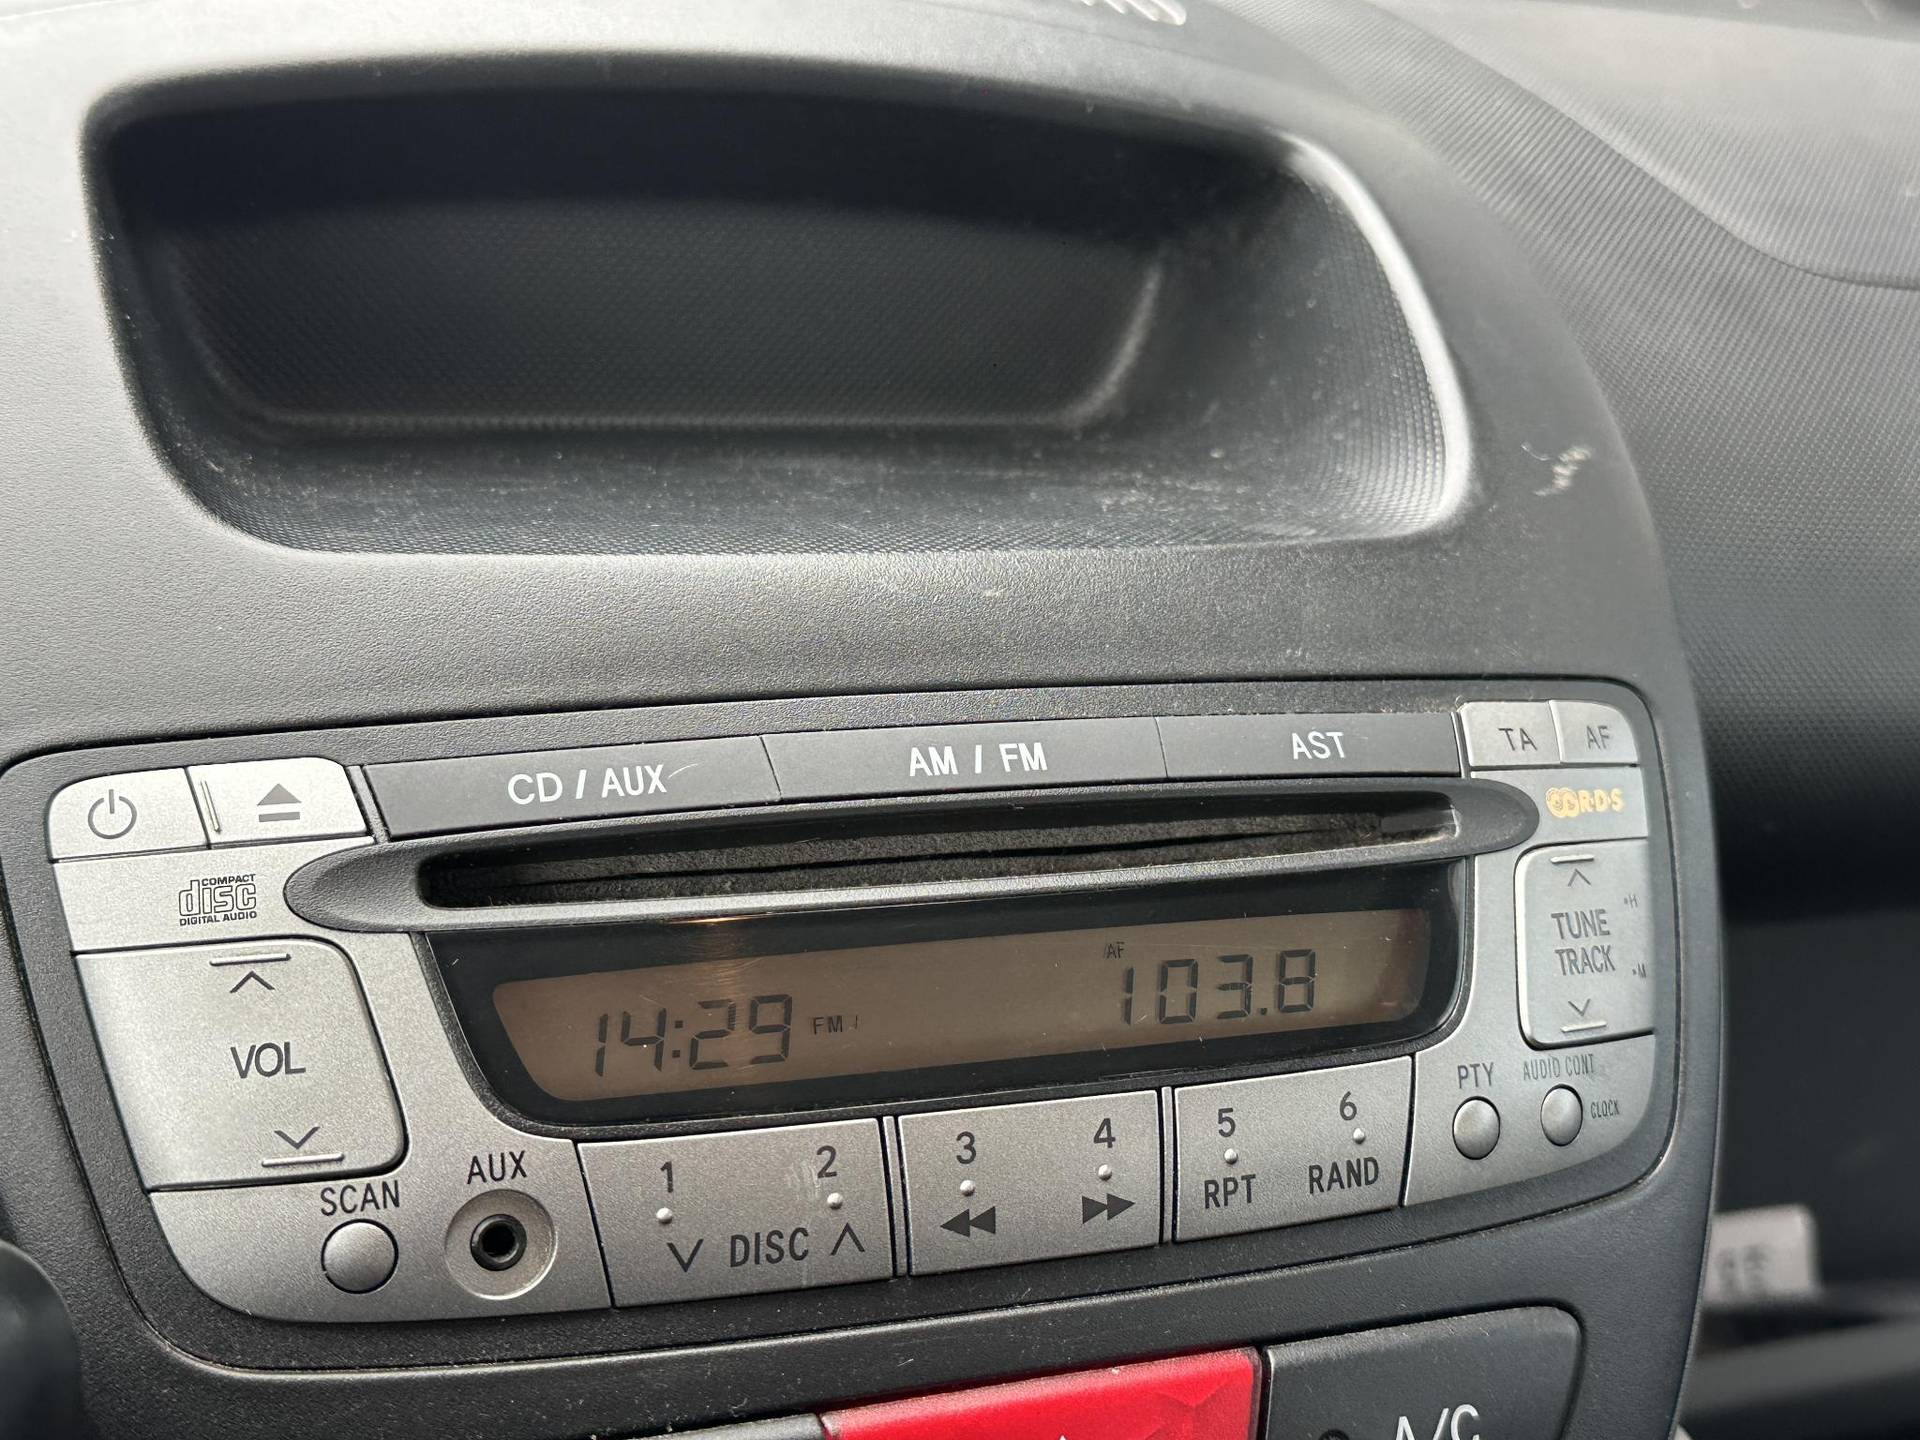 CD / AUX
AM / FM
AST
TA
AF
R·D·S
COMPACT
disc
DIGITAL AUDIO
TUNE
TRACK
•H
•M
VOL
14:29
FM 1
AF
103.8
PTY
AUDIO CONT
CLOCK
SCAN
AUX
1
2
DISC
3
4
5
RPT
6
RAND
A/C